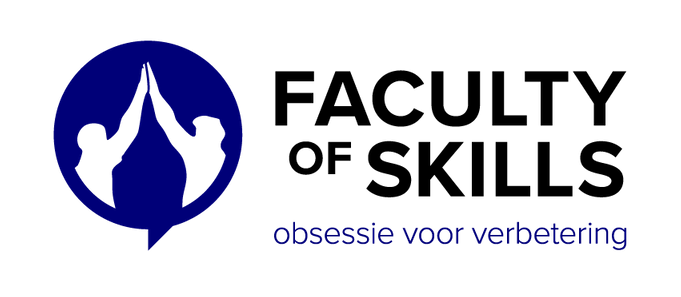 FACULTY
OF SKILLS
obsessie voor verbetering